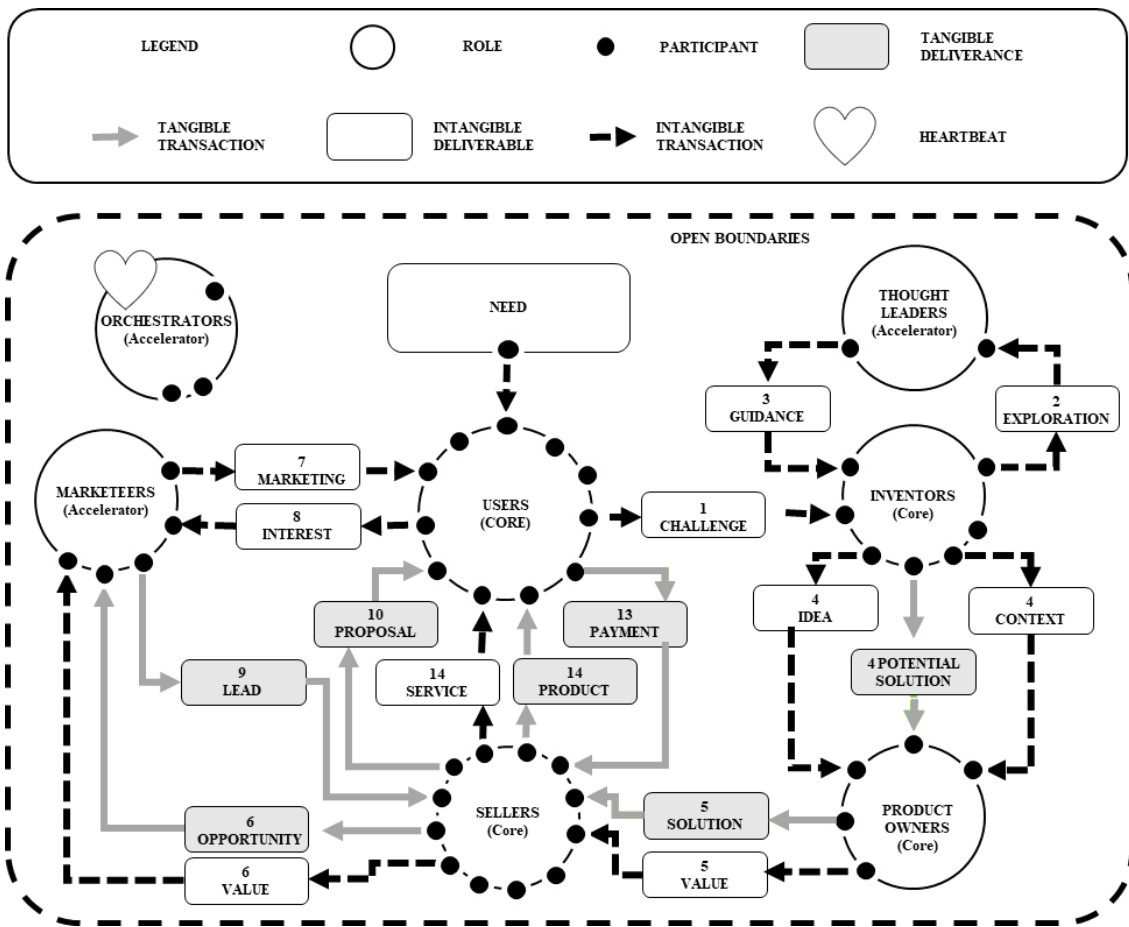 LEGEND
ROLE
PARTICIPANT
TANGIBLE
DELIVERANCE
TANGIBLE
TRANSACTION
INTANGIBLE
DELIVERABLE
INTANGIBLE
TRANSACTION
HEARTBEAT
OPEN BOUNDARIES
ORCHESTRATORS
(Accelerator)
NEED
THOUGHT
LEADERS
(Accelerator)
3
GUIDANCE
2
EXPLORATION
MARKETEERS
(Accelerator)
7
MARKETING
8
INTEREST
USERS
(CORE)
1
CHALLENGE
INVENTORS
(Core)
10
PROPOSAL
13
PAYMENT
4
IDEA
4
CONTEXT
9
LEAD
14
SERVICE
14
PRODUCT
4 POTENTIAL
SOLUTION
6
OPPORTUNITY
6
VALUE
SELLERS
(Core)
5
SOLUTION
5
VALUE
PRODUCT
OWNERS
(Core)